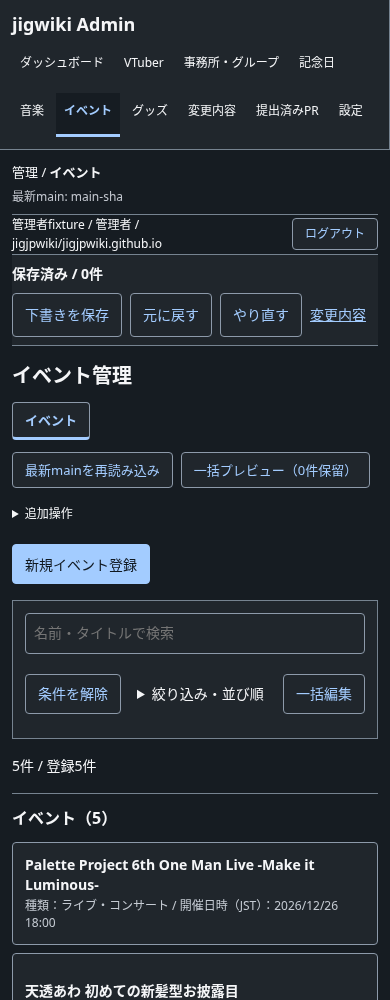 jigwiki Admin
ダッシュボード VTuber 事務所・グループ 記念日
音楽 イベント グッズ 変更内容 提出済みPR 設定
管理 / イベント
最新main: main-sha
管理者fixture / 管理者 /
jigjpwiki/jigjpwiki.github.io
ログアウト
保存済み / 0件
下書きを保存 元に戻す やり直す 変更内容
イベント管理
イベント
最新mainを再読み込み 一括プレビュー（0件保留）
▶ 追加操作
新規イベント登録
名前・タイトルで検索
条件を解除 ▶ 絞り込み・並び順 一括編集
5件 / 登録5件
イベント（5）
Palette Project 6th One Man Live -Make it
Luminous-
種類：ライブ・コンサート / 開催日時（JST）：2026/12/26
18:00
天透あわ 初めての新髪型お披露目